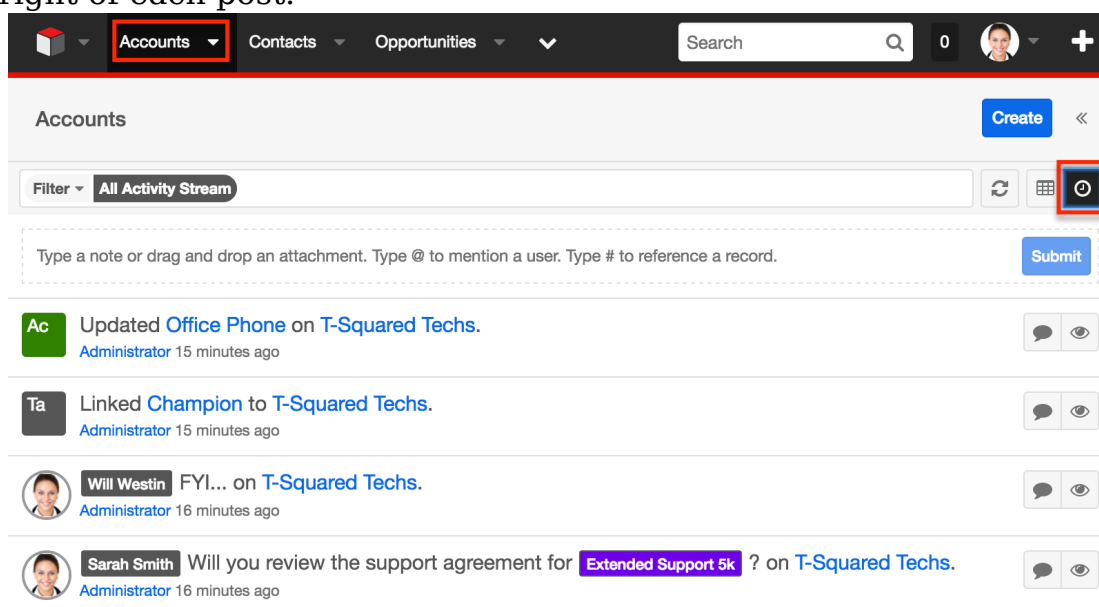 right of each post.
Accounts Contacts Opportunities Search 0
Accounts Create
Filter All Activity Stream
Type a note or drag and drop an attachment. Type @ to mention a user. Type # to reference a record. Submit
Ac Updated Office Phone on T-Squared Techs.
Administrator 15 minutes ago
Ta Linked Champion to T-Squared Techs.
Administrator 15 minutes ago
Will Westin FYI... on T-Squared Techs.
Administrator 16 minutes ago
Sarah Smith Will you review the support agreement for Extended Support 5k ? on T-Squared Techs.
Administrator 16 minutes ago